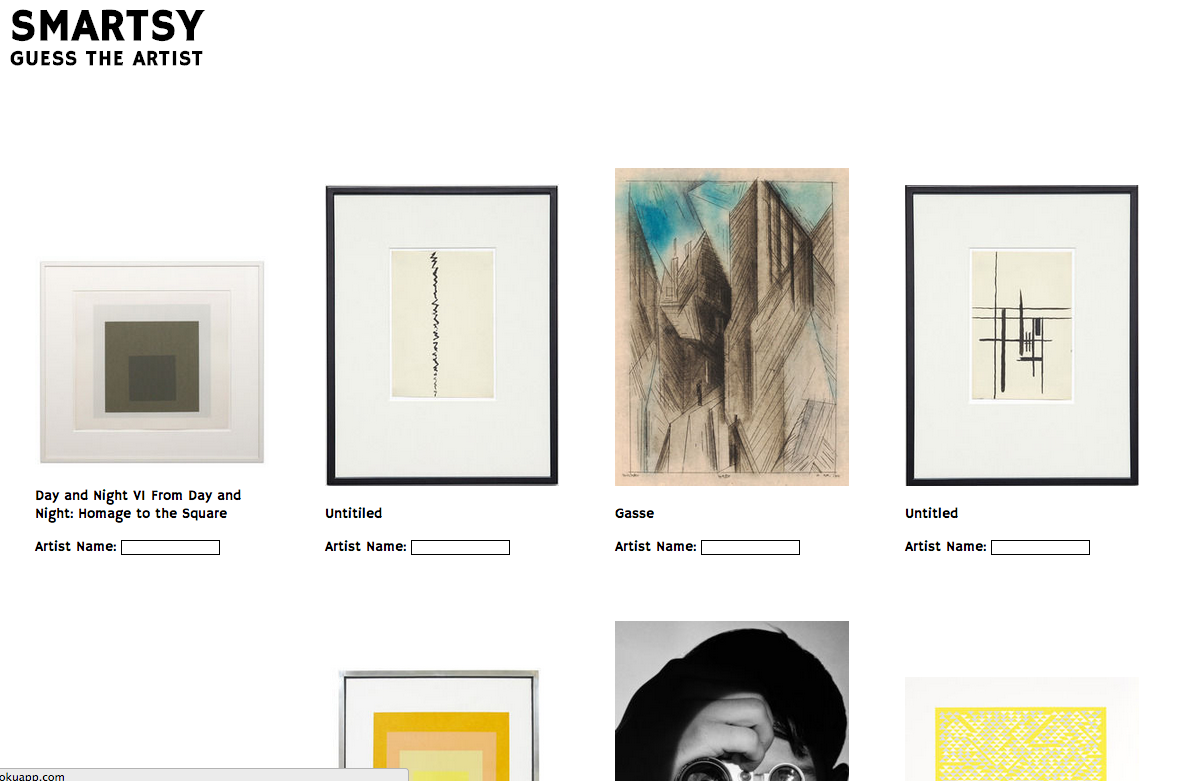 SMARTSY
GUESS THE ARTIST
Day and Night VI From Day and
Night: Homage to the Square
Artist Name:
Untitiled
Artist Name:
Gasse
Artist Name:
Untitled
Artist Name:
okuapp.com